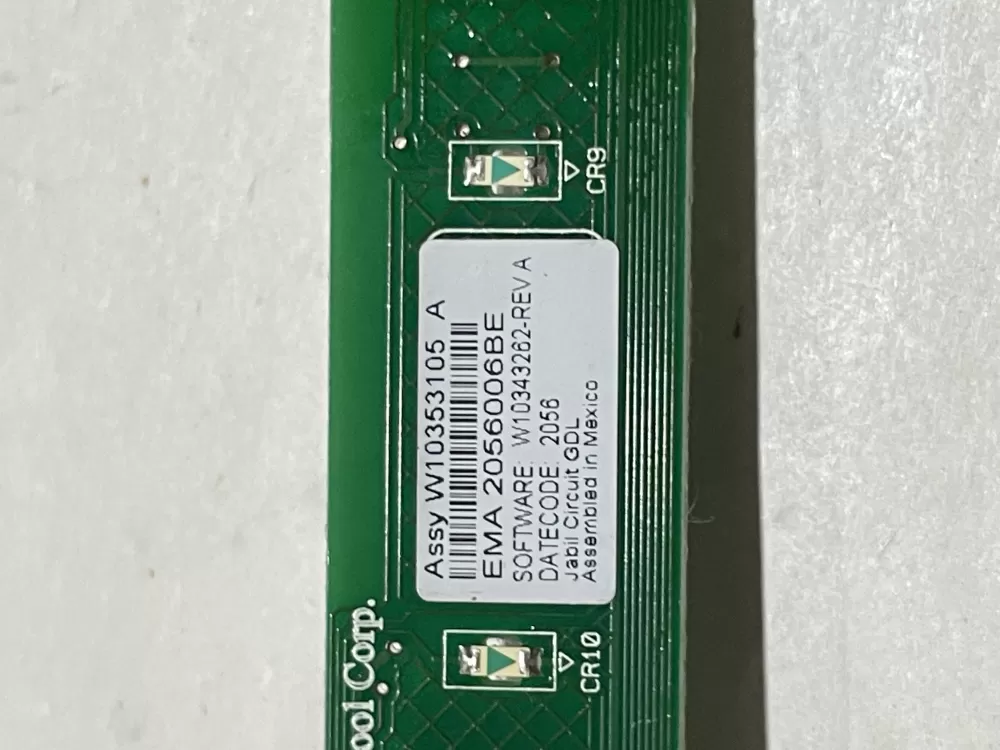 CR9
Assy W10353105 A
EMA 2056006BE
SOFTWARE: W10343262-REV A
DATECODE: 2056
Jabil Circuit GDL
Assembled in Mexico
CR10
ool Corp.